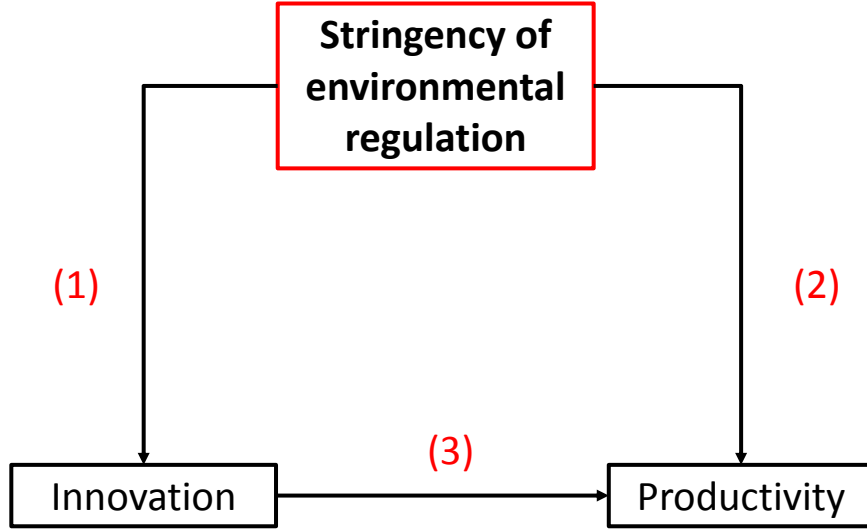 Stringency of
environmental
regulation
(1)
(2)
(3)
Innovation
Productivity